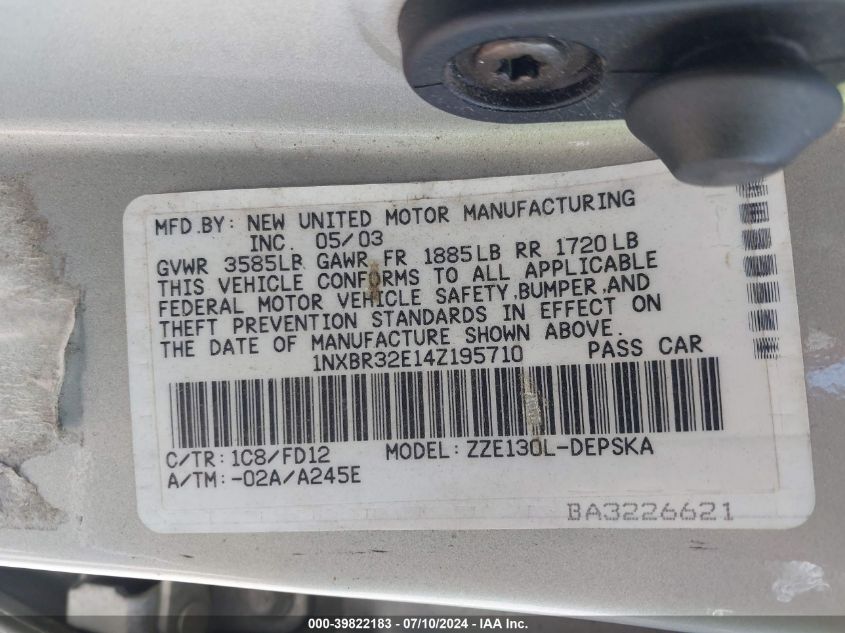 MFD.BY: NEW UNITED MOTOR MANUFACTURING
INC. 05/03
GVWR 3585LB GAWR FR 1885LB RR 1720LB
THIS VEHICLE CONFORMS TO ALL APPLICABLE
FEDERAL MOTOR VEHICLE SAFETY,BUMPER,AND
THEFT PREVENTION STANDARDS IN EFFECT ON
THE DATE OF MANUFACTURE SHOWN ABOVE.
1NXBR32E14Z195710 PASS CAR
C/TR: 1C8/FD12 MODEL: ZZE130L-DEPSKA
A/TM: -02A/A245E
BA3226621
000-39822183 - 07/10/2024 - IAA Inc.